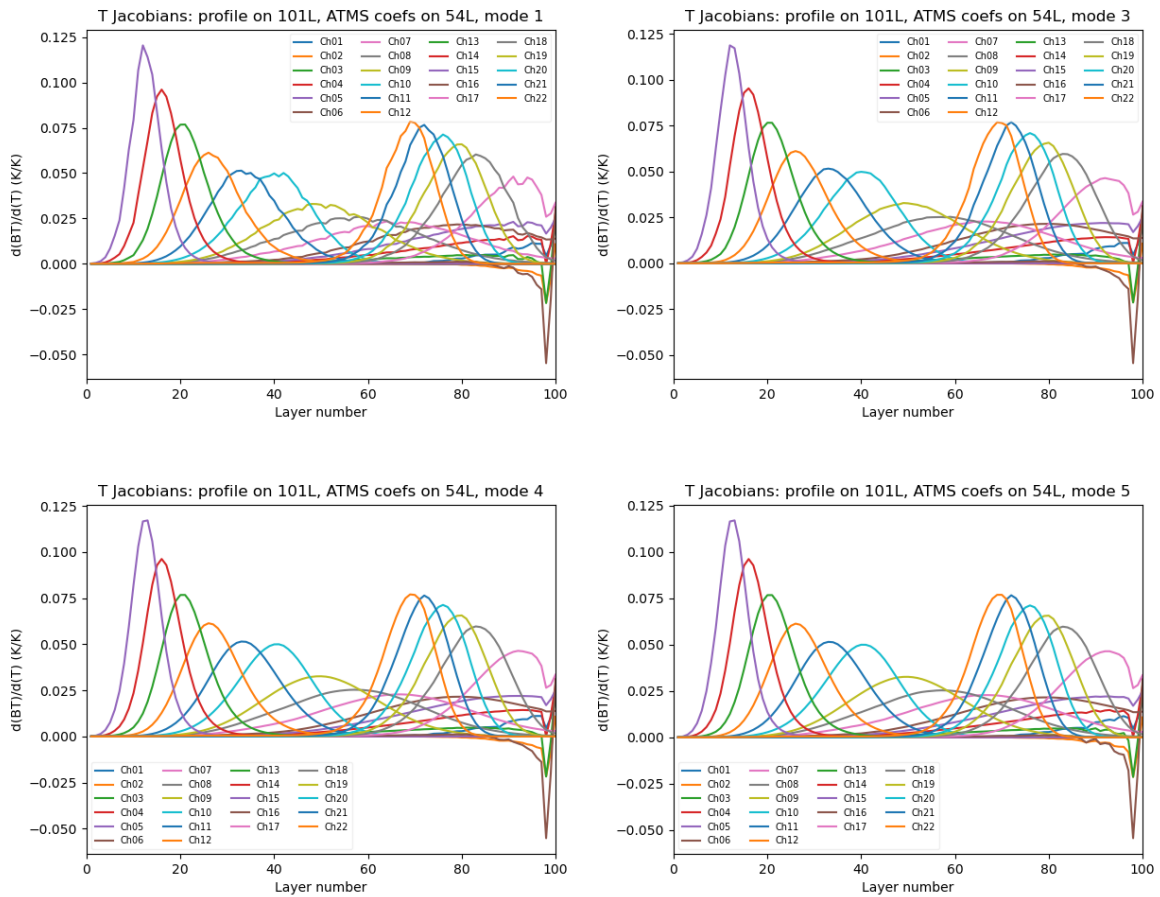 T Jacobians: profile on 101L, ATMS coefs on 54L, mode 1
d(BT)/d(T) (K/K)
0.125
0.100
0.075
0.050
0.025
0.000
−0.025
−0.050
Ch01 Ch07 Ch13 Ch18
Ch02 Ch08 Ch14 Ch19
Ch03 Ch09 Ch15 Ch20
Ch04 Ch10 Ch16 Ch21
Ch05 Ch11 Ch17 Ch22
Ch06 Ch12
0 20 40 60 80 100
Layer number
T Jacobians: profile on 101L, ATMS coefs on 54L, mode 3
d(BT)/d(T) (K/K)
0.125
0.100
0.075
0.050
0.025
0.000
−0.025
−0.050
Ch01 Ch07 Ch13 Ch18
Ch02 Ch08 Ch14 Ch19
Ch03 Ch09 Ch15 Ch20
Ch04 Ch10 Ch16 Ch21
Ch05 Ch11 Ch17 Ch22
Ch06 Ch12
0 20 40 60 80 100
Layer number
T Jacobians: profile on 101L, ATMS coefs on 54L, mode 4
d(BT)/d(T) (K/K)
0.125
0.100
0.075
0.050
0.025
0.000
−0.025
−0.050
Ch01 Ch07 Ch13 Ch18
Ch02 Ch08 Ch14 Ch19
Ch03 Ch09 Ch15 Ch20
Ch04 Ch10 Ch16 Ch21
Ch05 Ch11 Ch17 Ch22
Ch06 Ch12
0 20 40 60 80 100
Layer number
T Jacobians: profile on 101L, ATMS coefs on 54L, mode 5
d(BT)/d(T) (K/K)
0.125
0.100
0.075
0.050
0.025
0.000
−0.025
−0.050
Ch01 Ch07 Ch13 Ch18
Ch02 Ch08 Ch14 Ch19
Ch03 Ch09 Ch15 Ch20
Ch04 Ch10 Ch16 Ch21
Ch05 Ch11 Ch17 Ch22
Ch06 Ch12
0 20 40 60 80 100
Layer number